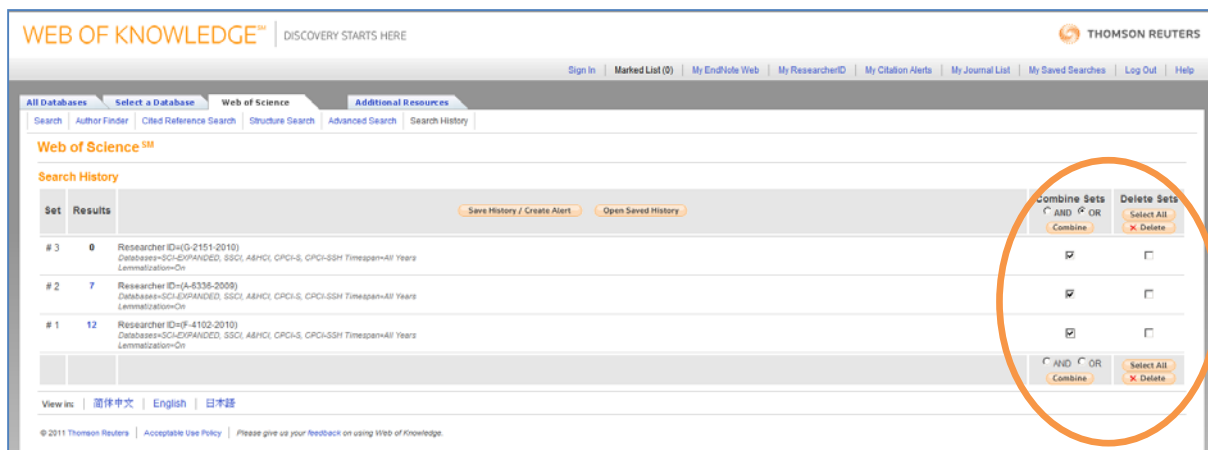 WEB OF KNOWLEDGE℠ DISCOVERY STARTS HERE
THOMSON REUTERS
Sign In | Marked List (0) | My EndNote Web | My ResearcherID | My Citation Alerts | My Journal List | My Saved Searches | Log Out | Help
All Databases Select a Database Web of Science Additional Resources
Search | Author Finder | Cited Reference Search | Structure Search | Advanced Search | Search History
Web of Science ℠
Search History
Set Results Save History / Create Alert Open Saved History Combine Sets Delete Sets
AND OR Select All
Combine Delete
# 3 0 Researcher ID=(G-2151-2010)
Databases=SCI-EXPANDED, SSCI, A&HCI, CPCI-S, CPCI-SSH Timespan=All Years
Lemmatization=On
# 2 7 Researcher ID=(A-6336-2009)
Databases=SCI-EXPANDED, SSCI, A&HCI, CPCI-S, CPCI-SSH Timespan=All Years
Lemmatization=On
# 1 12 Researcher ID=(F-4102-2010)
Databases=SCI-EXPANDED, SSCI, A&HCI, CPCI-S, CPCI-SSH Timespan=All Years
Lemmatization=On
AND OR Select All
Combine Delete
View in: | 简体中文 | English | 日本語
© 2011 Thomson Reuters | Acceptable Use Policy | Please give us your feedback on using Web of Knowledge.